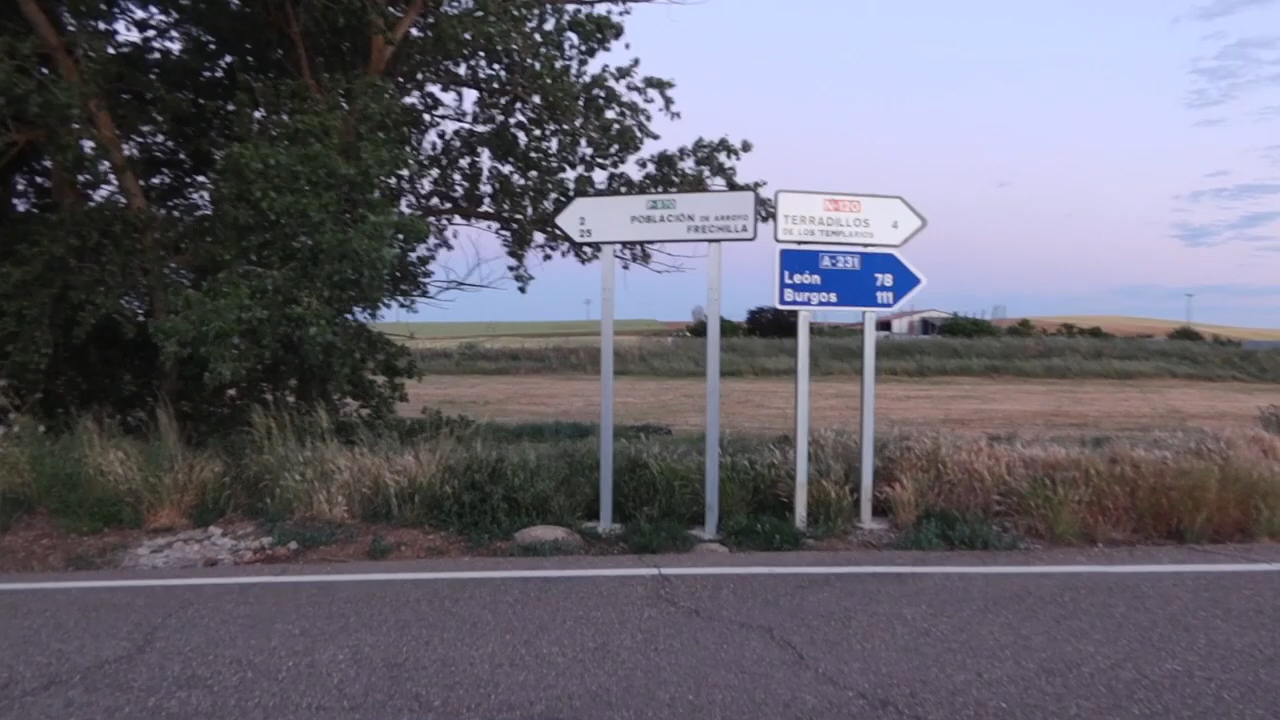 P-970
2 POBLACIÓN DE ARROYO
25 FRECHILLA
N-120
TERRADILLOS 4
DE LOS TEMPLARIOS
A-231
León 78
Burgos 111